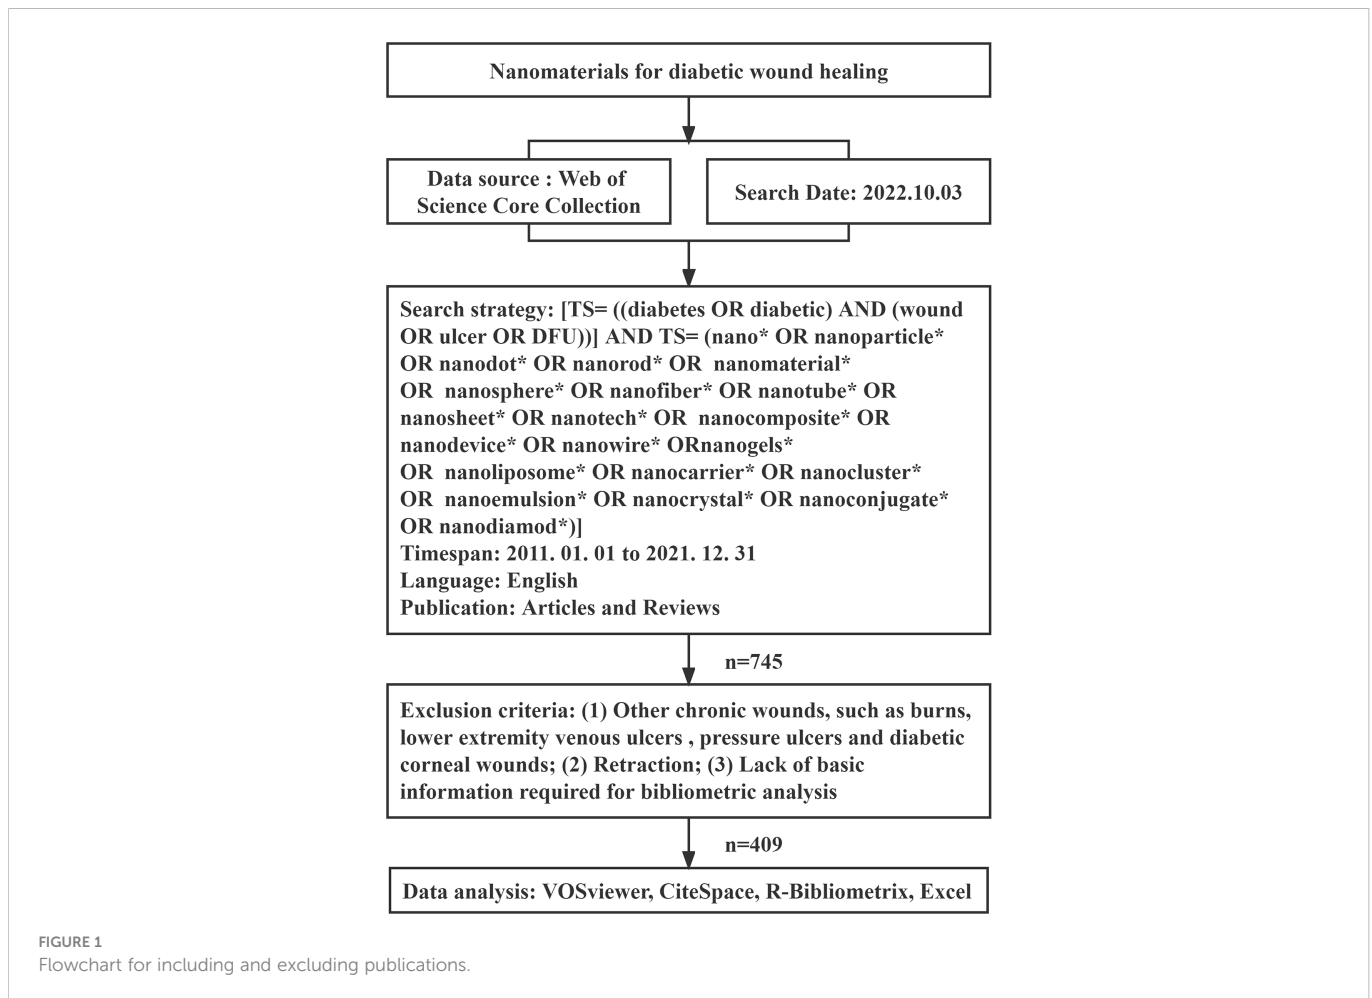 Nanomaterials for diabetic wound healing
Data source : Web of
Science Core Collection
Search Date: 2022.10.03
Search strategy: [TS= ((diabetes OR diabetic) AND (wound
OR ulcer OR DFU))] AND TS= (nano* OR nanoparticle*
OR nanodot* OR nanorod* OR  nanomaterial*
OR  nanosphere* OR nanofiber* OR nanotube* OR
nanosheet* OR nanotech* OR  nanocomposite* OR
nanodevice* OR nanowire* ORnanogels*
OR  nanoliposome* OR nanocarrier* OR nanocluster*
OR  nanoemulsion* OR nanocrystal* OR nanoconjugate*
OR nanodiamod*)]
Timespan: 2011. 01. 01 to 2021. 12. 31
Language: English
Publication: Articles and Reviews
n=745
Exclusion criteria: (1) Other chronic wounds, such as burns,
lower extremity venous ulcers , pressure ulcers and diabetic
corneal wounds; (2) Retraction; (3) Lack of basic
information required for bibliometric analysis
n=409
Data analysis: VOSviewer, CiteSpace, R-Bibliometrix, Excel
FIGURE 1
Flowchart for including and excluding publications.